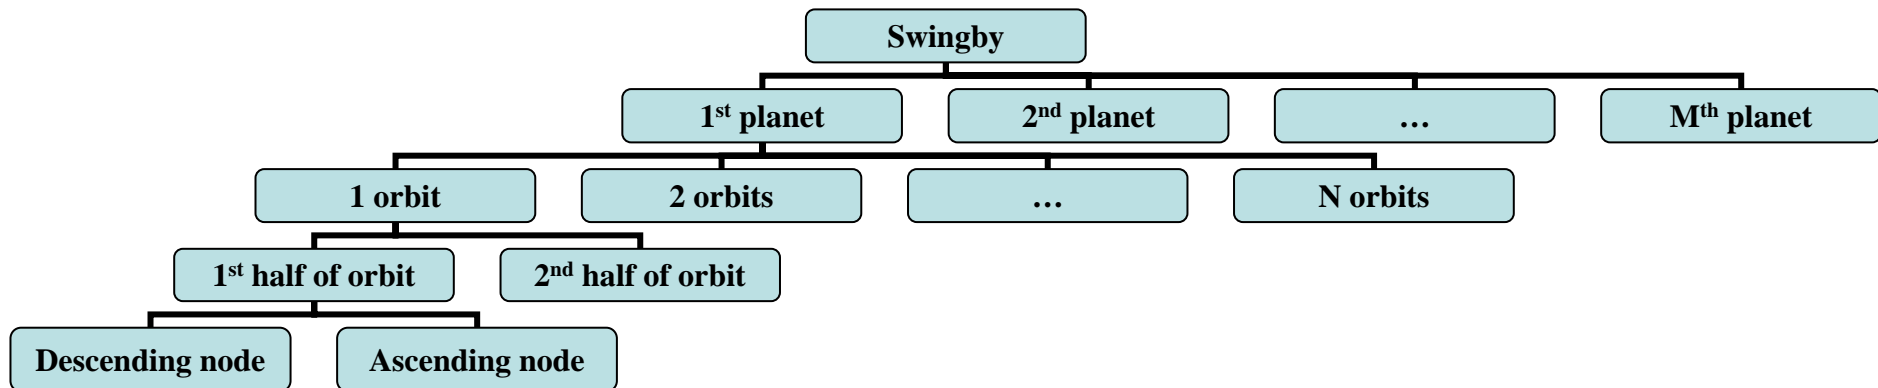 Swingby
1st planet
2nd planet
…
Mth planet
1 orbit
2 orbits
…
N orbits
1st half of orbit
2nd half of orbit
Descending node
Ascending node